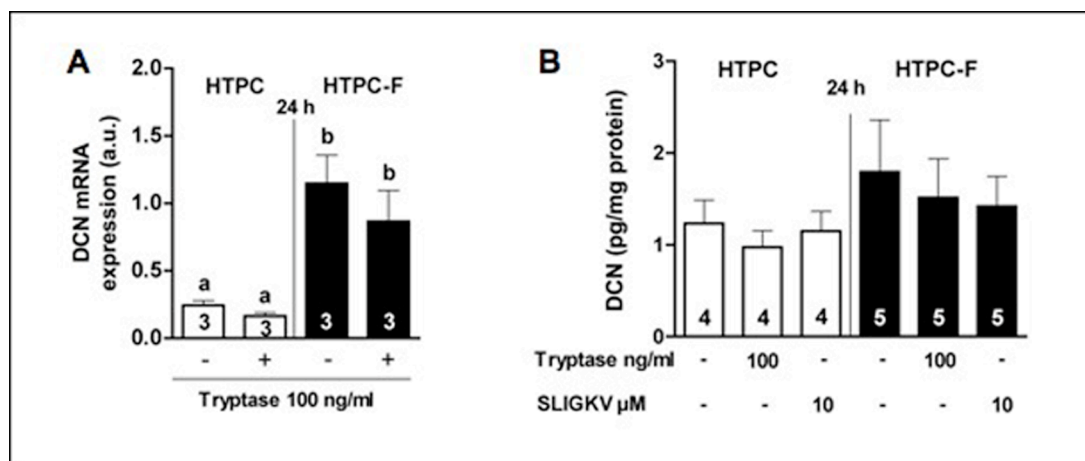 A
DCN mRNA
expression (a.u.)
2.0
1.5
1.0
0.5
0.0
HTPC
HTPC-F
24 h
a
a
b
b
3
3
3
3
- + - +
Tryptase 100 ng/ml
B
DCN (pg/mg protein)
3
2
1
0
HTPC
HTPC-F
24 h
4 4 4 5 5 5
Tryptase ng/ml - 100 - - 100 -
SLIGKV µM - - 10 - - 10